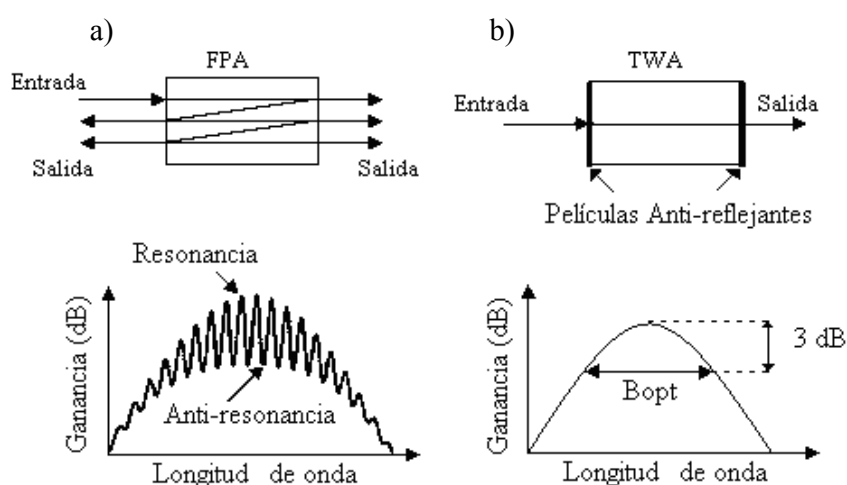 a)
FPA
Entrada
Salida
Salida
Resonancia
Anti-resonancia
Ganancia (dB)
Longitud de onda
b)
TWA
Entrada
Salida
Películas Anti-reflejantes
Ganancia (dB)
3 dB
Bopt
Longitud de onda